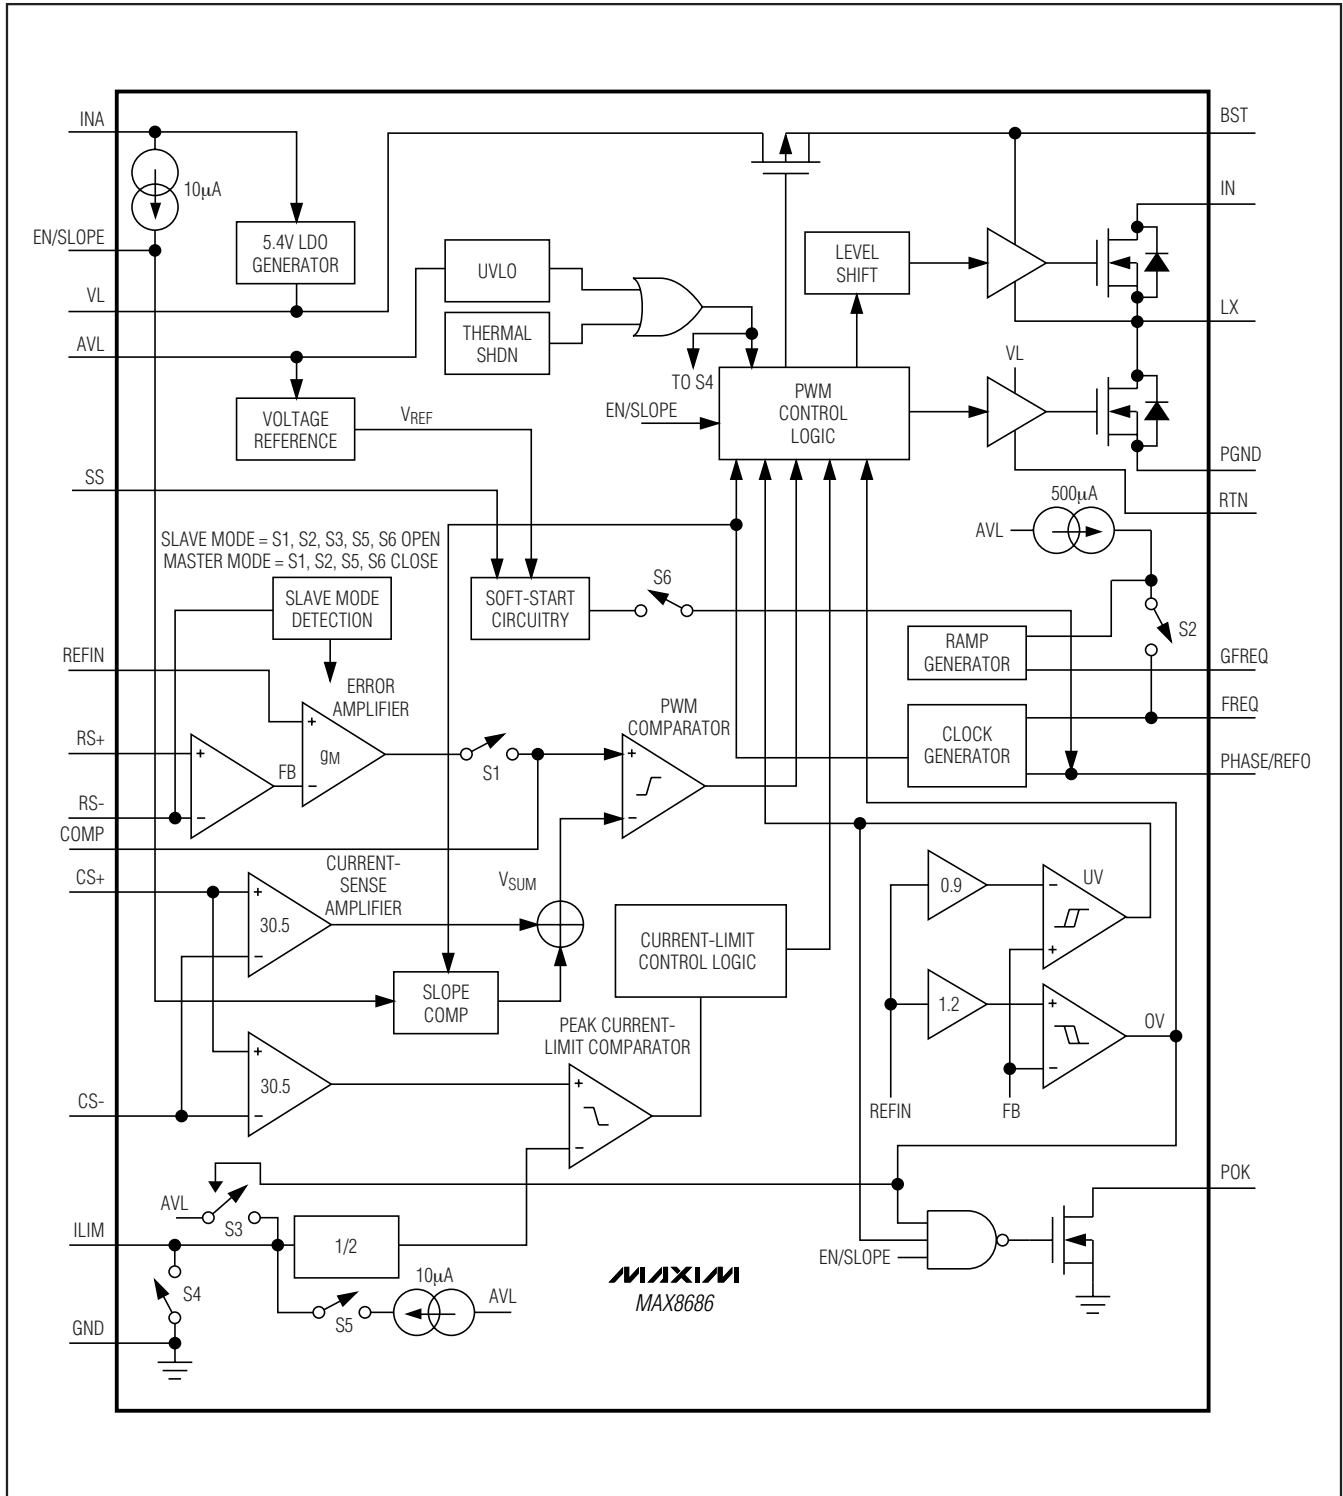 INA
BST
10µA
IN
EN/SLOPE
5.4V LDO
GENERATOR
UVLO
LEVEL
SHIFT
VL
LX
AVL
THERMAL
SHDN
TO S4
VL
VOLTAGE
REFERENCE
VREF
EN/SLOPE
PWM
CONTROL
LOGIC
PGND
SS
500µA
RTN
AVL
SLAVE MODE = S1, S2, S3, S5, S6 OPEN
MASTER MODE = S1, S2, S5, S6 CLOSE
SLAVE MODE
DETECTION
SOFT-START
CIRCUITRY
S6
S2
RAMP
GENERATOR
REFIN
GFREQ
ERROR
AMPLIFIER
+
gM
−
PWM
COMPARATOR
+
−
FREQ
CLOCK
GENERATOR
RS+
+
FB
S1
PHASE/REFO
RS-
−
COMP
CS+
CURRENT-
SENSE
AMPLIFIER
+
30.5
−
VSUM
0.9
−
UV
+
CURRENT-LIMIT
CONTROL LOGIC
SLOPE
COMP
1.2
+
OV
−
PEAK CURRENT-
LIMIT COMPARATOR
+
30.5
−
+
−
CS-
REFIN
FB
POK
AVL
S3
ILIM
1/2
EN/SLOPE
S4
10µA
AVL
S5
MAXIM
MAX8686
GND